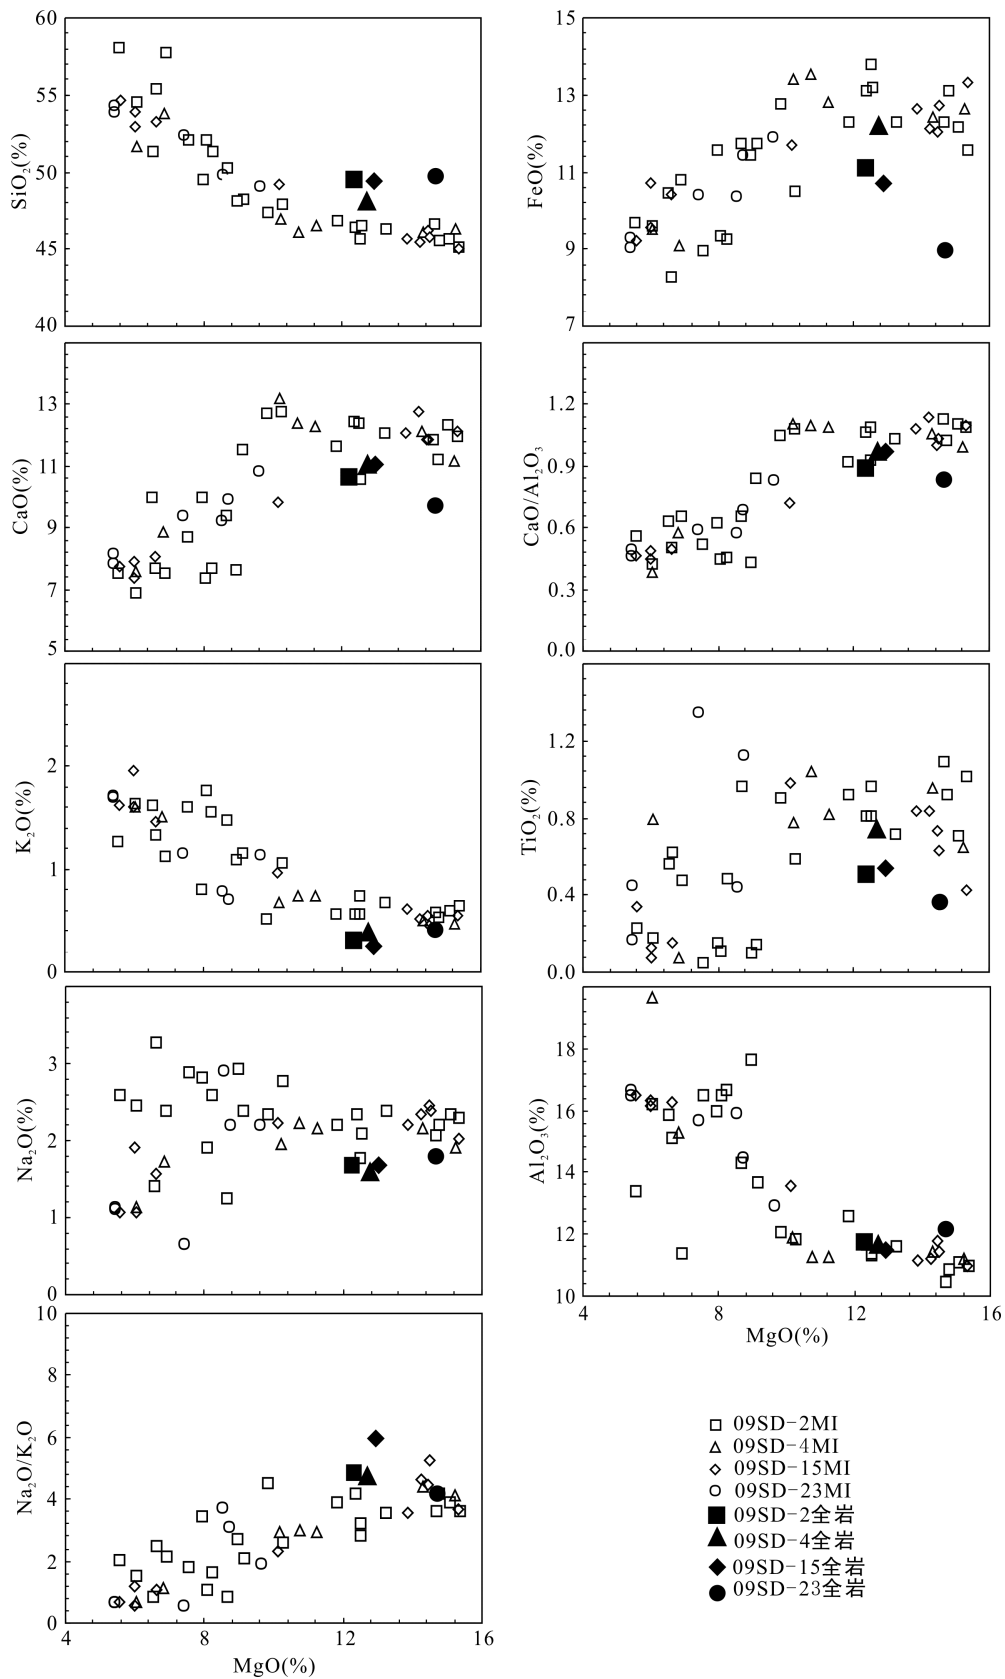 60
55
50
45
40
SiO₂(%)
15
13
11
9
7
FeO(%)
13
11
9
7
5
CaO(%)
1.2
0.9
0.6
0.3
0.0
CaO/Al₂O₃
2
1
0
K₂O(%)
1.2
0.8
0.4
0.0
TiO₂(%)
3
2
1
0
Na₂O(%)
18
16
14
12
10
Al₂O₃(%)
4 8 12 16
MgO(%)
10
8
6
4
2
0
Na₂O/K₂O
4 8 12 16
MgO(%)
09SD-2MI
09SD-4MI
09SD-15MI
09SD-23MI
09SD-2全岩
09SD-4全岩
09SD-15全岩
09SD-23全岩